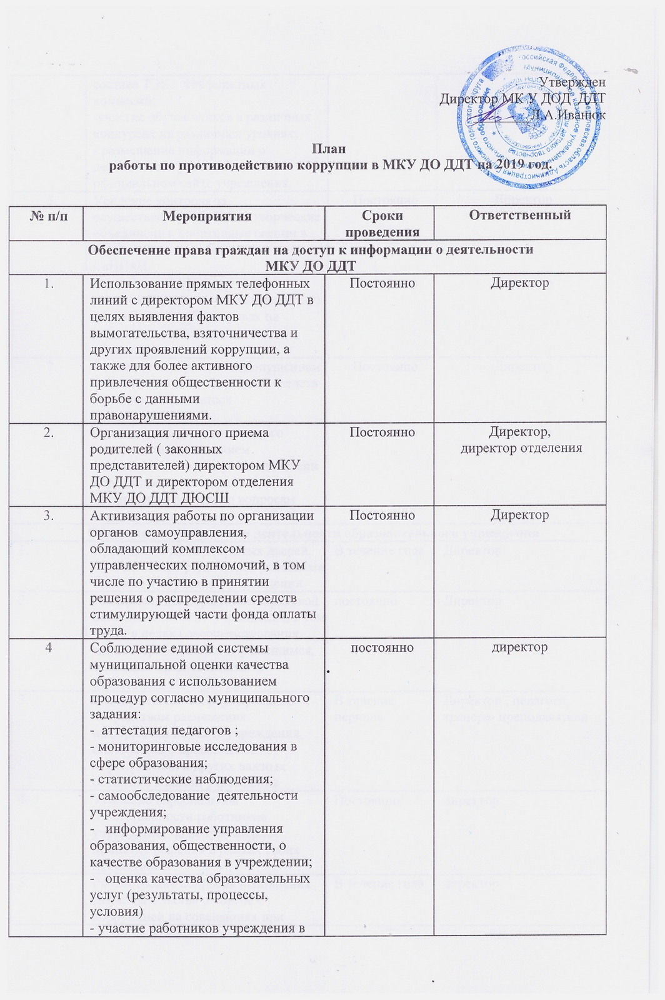 Утвержден
Директор МК У ДОД ДДТ
Л.А.Иванюк
План
работы по противодействию коррупции в МКУ ДО ДДТ на 2019 год.
№ п/п Мероприятия Сроки проведения Ответственный
Обеспечение права граждан на доступ к информации о деятельности
МКУ ДО ДДТ
1. Использование прямых телефонных Постоянно Директор
линий с директором МКУ ДО ДДТ в
целях выявления фактов
вымогательства, взяточничества и
других проявлений коррупции, а
также для более активного
привлечения общественности к
борьбе с данными
правонарушениями.
2. Организация личного приема Постоянно Директор,
родителей ( законных директор отделения
представителей) директором МКУ
ДО ДДТ и директором отделения
МКУ ДО ДДТ ДЮСШ
3. Активизация работы по организации Постоянно Директор
органов самоуправления,
обладающий комплексом
управленческих полномочий, в том
числе по участию в принятии
решения о распределении средств
стимулирующей части фонда оплаты
труда.
4 Соблюдение единой системы постоянно директор
муниципальной оценки качества
образования с использованием
процедур согласно муниципального
задания:
- аттестация педагогов ;
- мониторинговые исследования в
сфере образования;
- статистические наблюдения;
- самообследование деятельности
учреждения;
- информирование управления
образования, общественности, о
качестве образования в учреждении;
- оценка качества образовательных
услуг (результаты, процессы,
условия)
- участие работников учреждения в